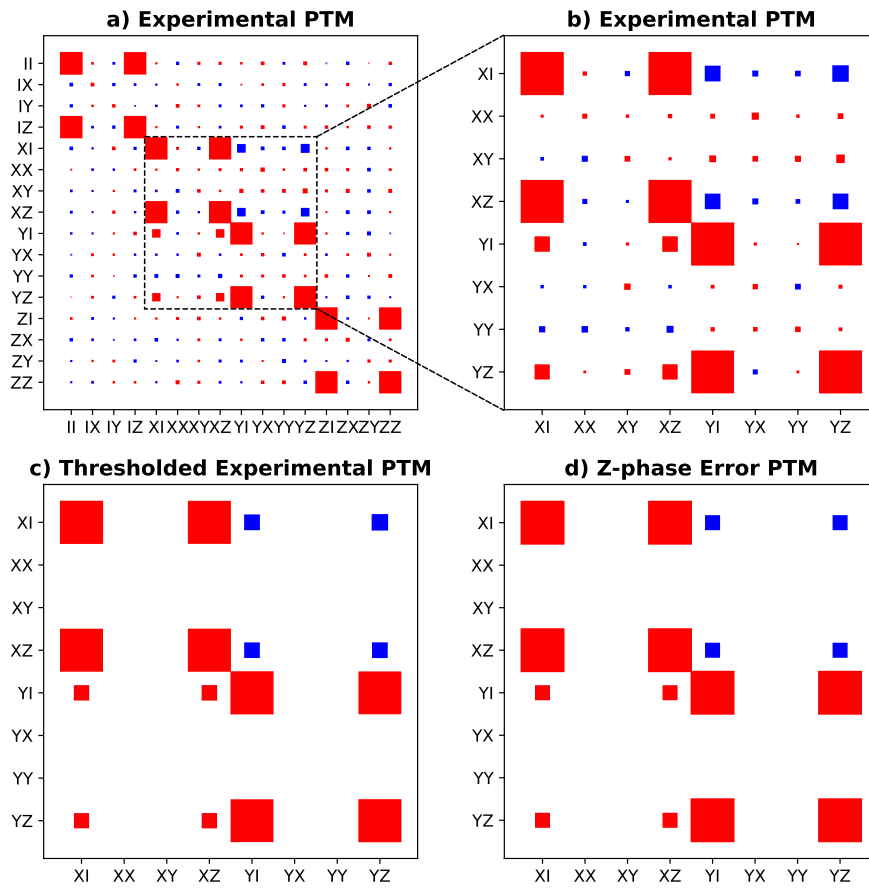 a) Experimental PTM
II
IX
IY
IZ
XI
XX
XY
XZ
YI
YX
YY
YZ
ZI
ZX
ZY
ZZ
II IX IY IZ XI XX XY XZ YI YX YY YZ ZI ZX ZY ZZ
b) Experimental PTM
XI
XX
XY
XZ
YI
YX
YY
YZ
XI XX XY XZ YI YX YY YZ
c) Thresholded Experimental PTM
XI
XX
XY
XZ
YI
YX
YY
YZ
XI XX XY XZ YI YX YY YZ
d) Z-phase Error PTM
XI
XX
XY
XZ
YI
YX
YY
YZ
XI XX XY XZ YI YX YY YZ